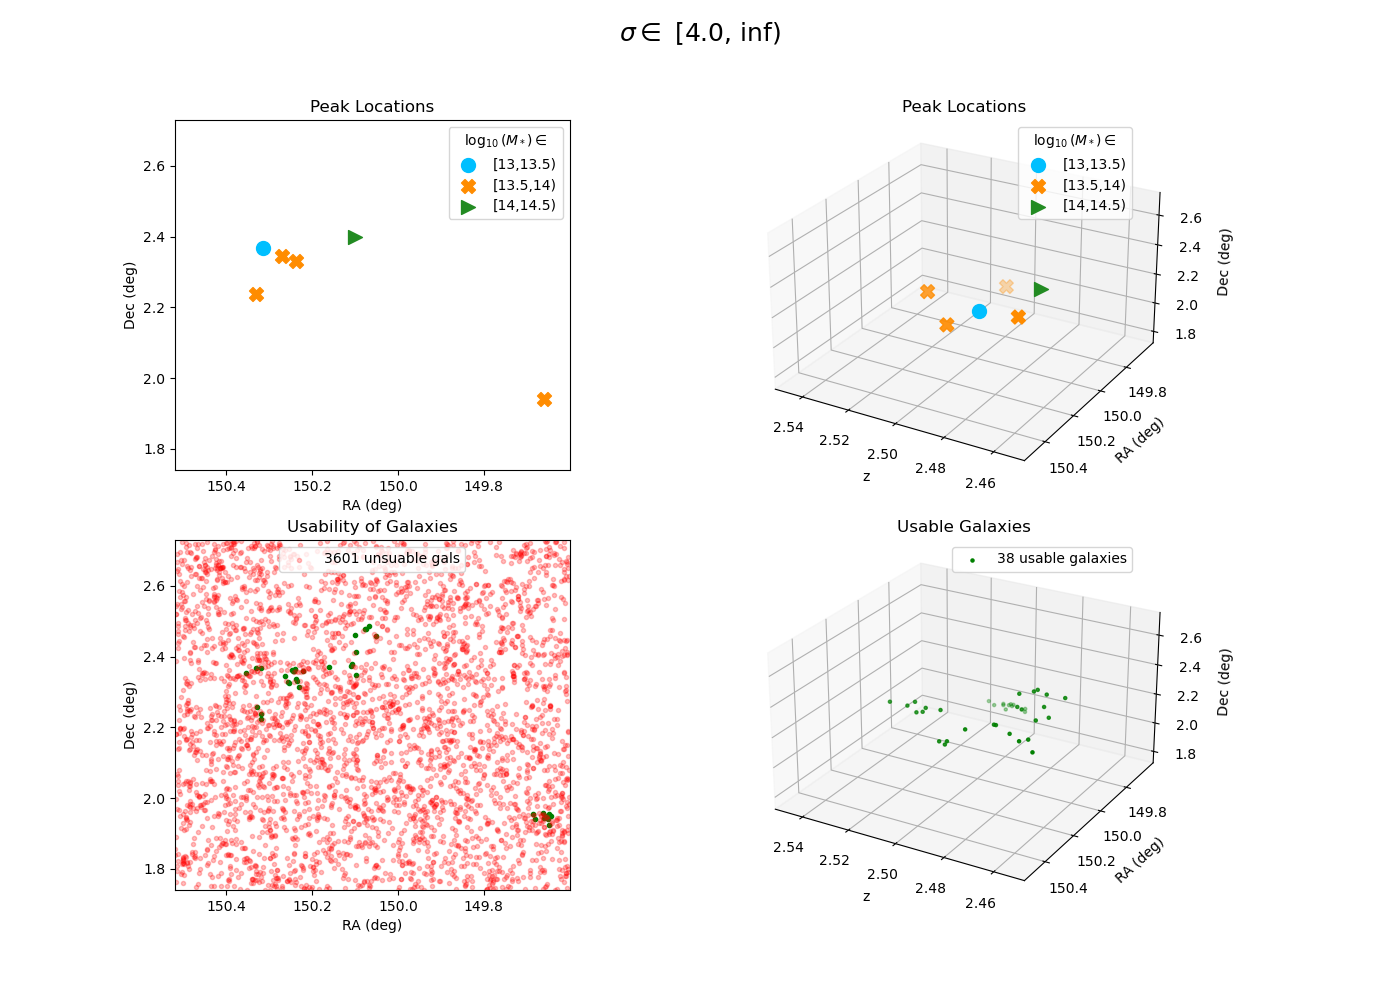 σ ∈ [4.0, inf)
Peak Locations
log₁₀(M*) ∈
[13,13.5)
[13.5,14)
[14,14.5)
2.6
2.4
2.2
2.0
1.8
Dec (deg)
150.4 150.2 150.0 149.8
RA (deg)
Peak Locations
log₁₀(M*) ∈
[13,13.5)
[13.5,14)
[14,14.5)
2.6
2.4
2.2
2.0
1.8
Dec (deg)
149.8
150.0
150.2
150.4
RA (deg)
2.54
2.52
2.50
2.48
2.46
z
Usability of Galaxies
3601 unsuable gals
2.6
2.4
2.2
2.0
1.8
Dec (deg)
150.4 150.2 150.0 149.8
RA (deg)
Usable Galaxies
38 usable galaxies
2.6
2.4
2.2
2.0
1.8
Dec (deg)
149.8
150.0
150.2
150.4
RA (deg)
2.54
2.52
2.50
2.48
2.46
z